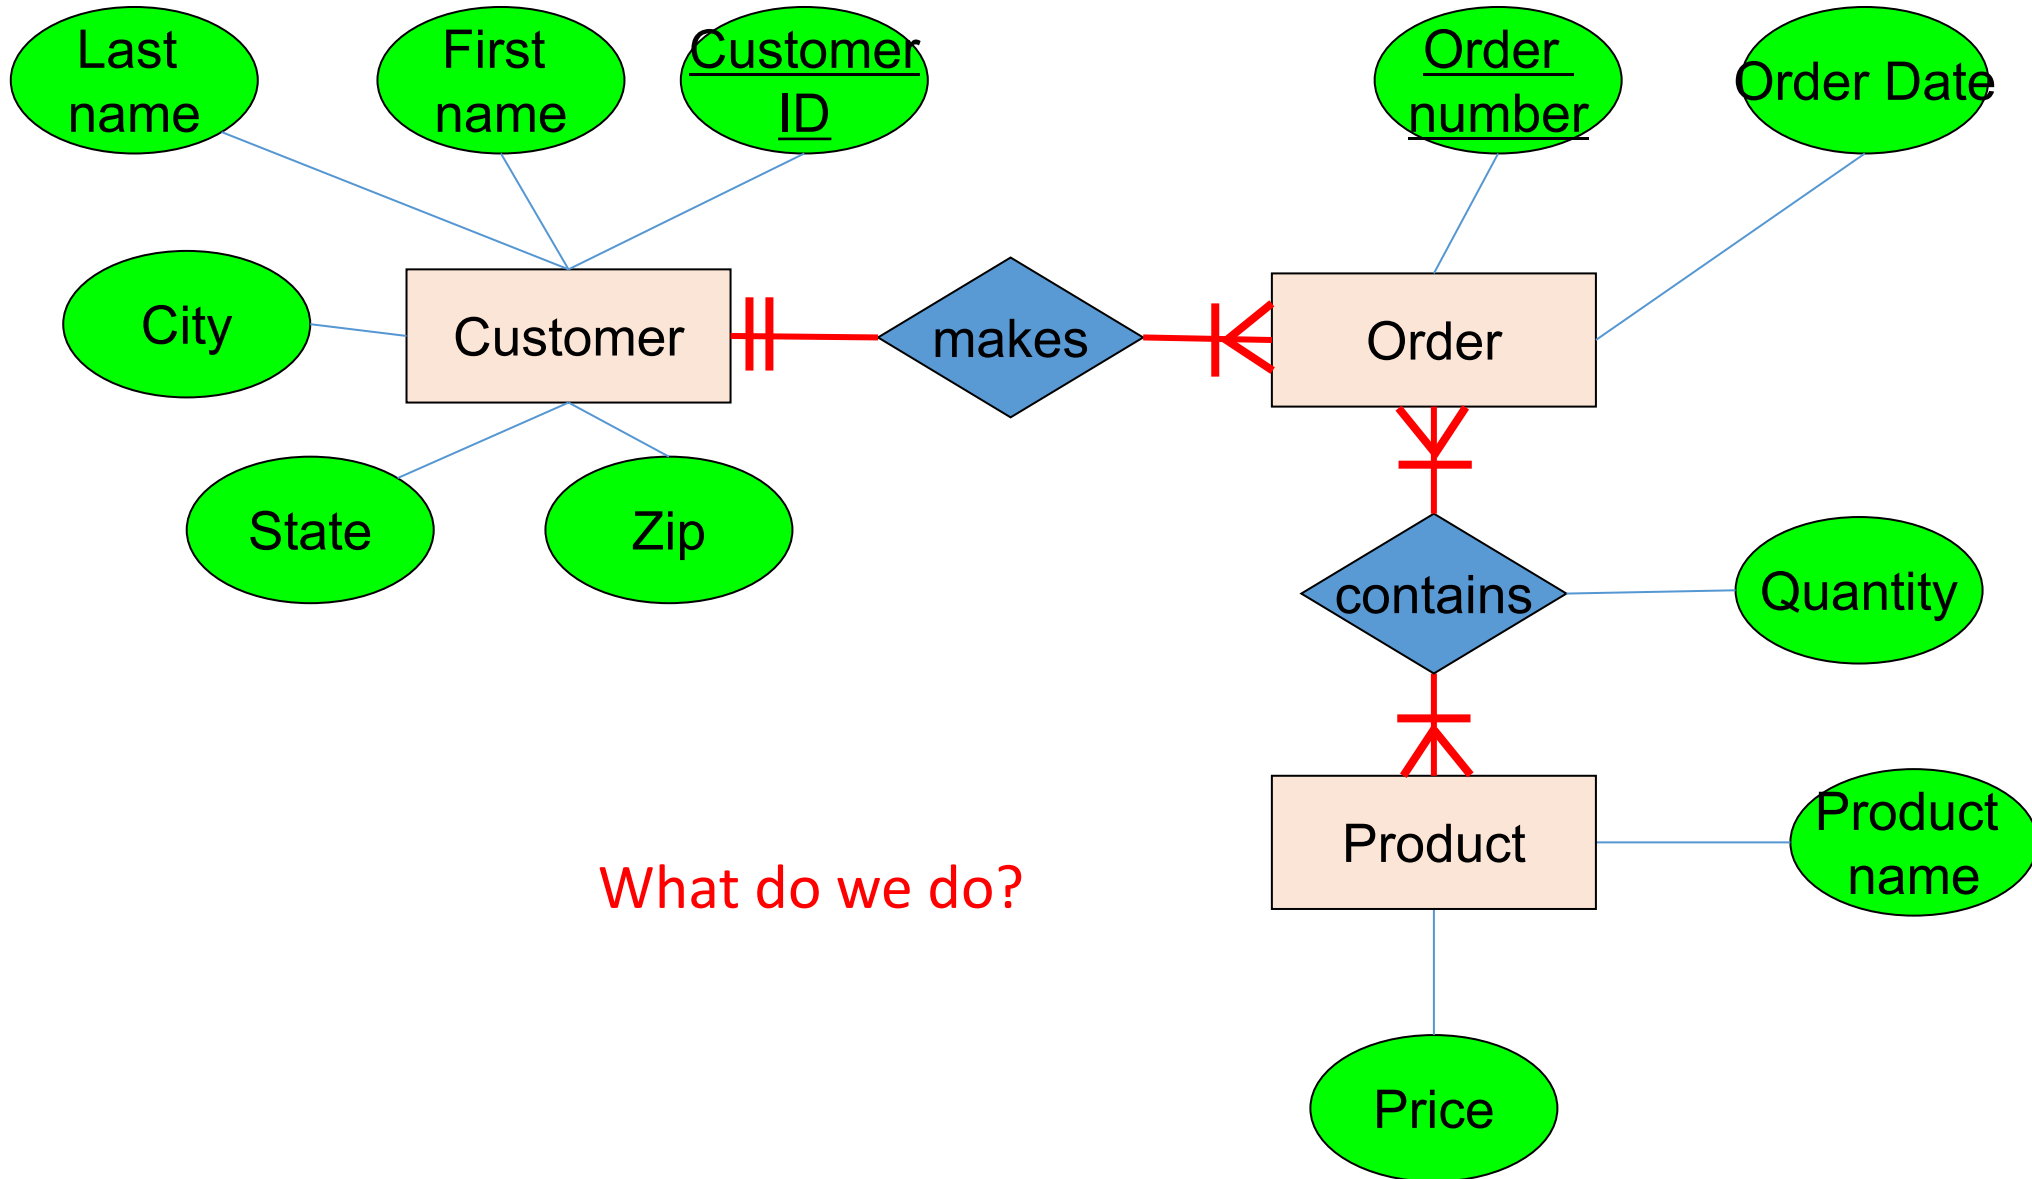 Last
name
First
name
Customer
ID
Order
number
Order Date
City
Customer
makes
Order
State
Zip
contains
Quantity
Product
Product
name
What do we do?
Price